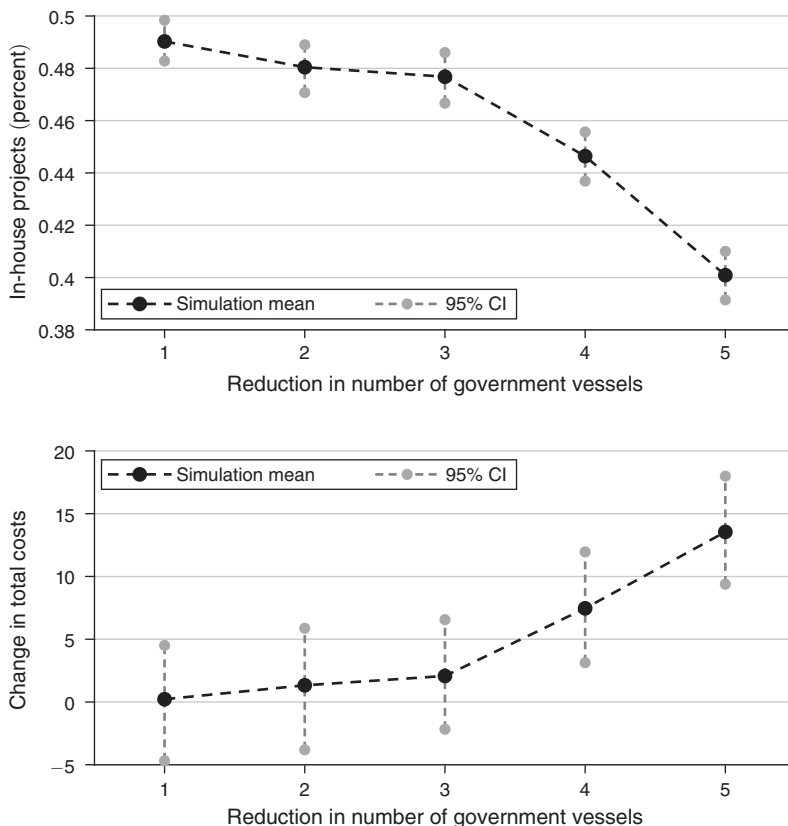 0.5
0.48
0.46
0.44
0.42
0.4
0.38
In-house projects (percent)
Simulation mean
95% CI
1 2 3 4 5
Reduction in number of government vessels
20
15
10
5
0
−5
Change in total costs
Simulation mean
95% CI
1 2 3 4 5
Reduction in number of government vessels